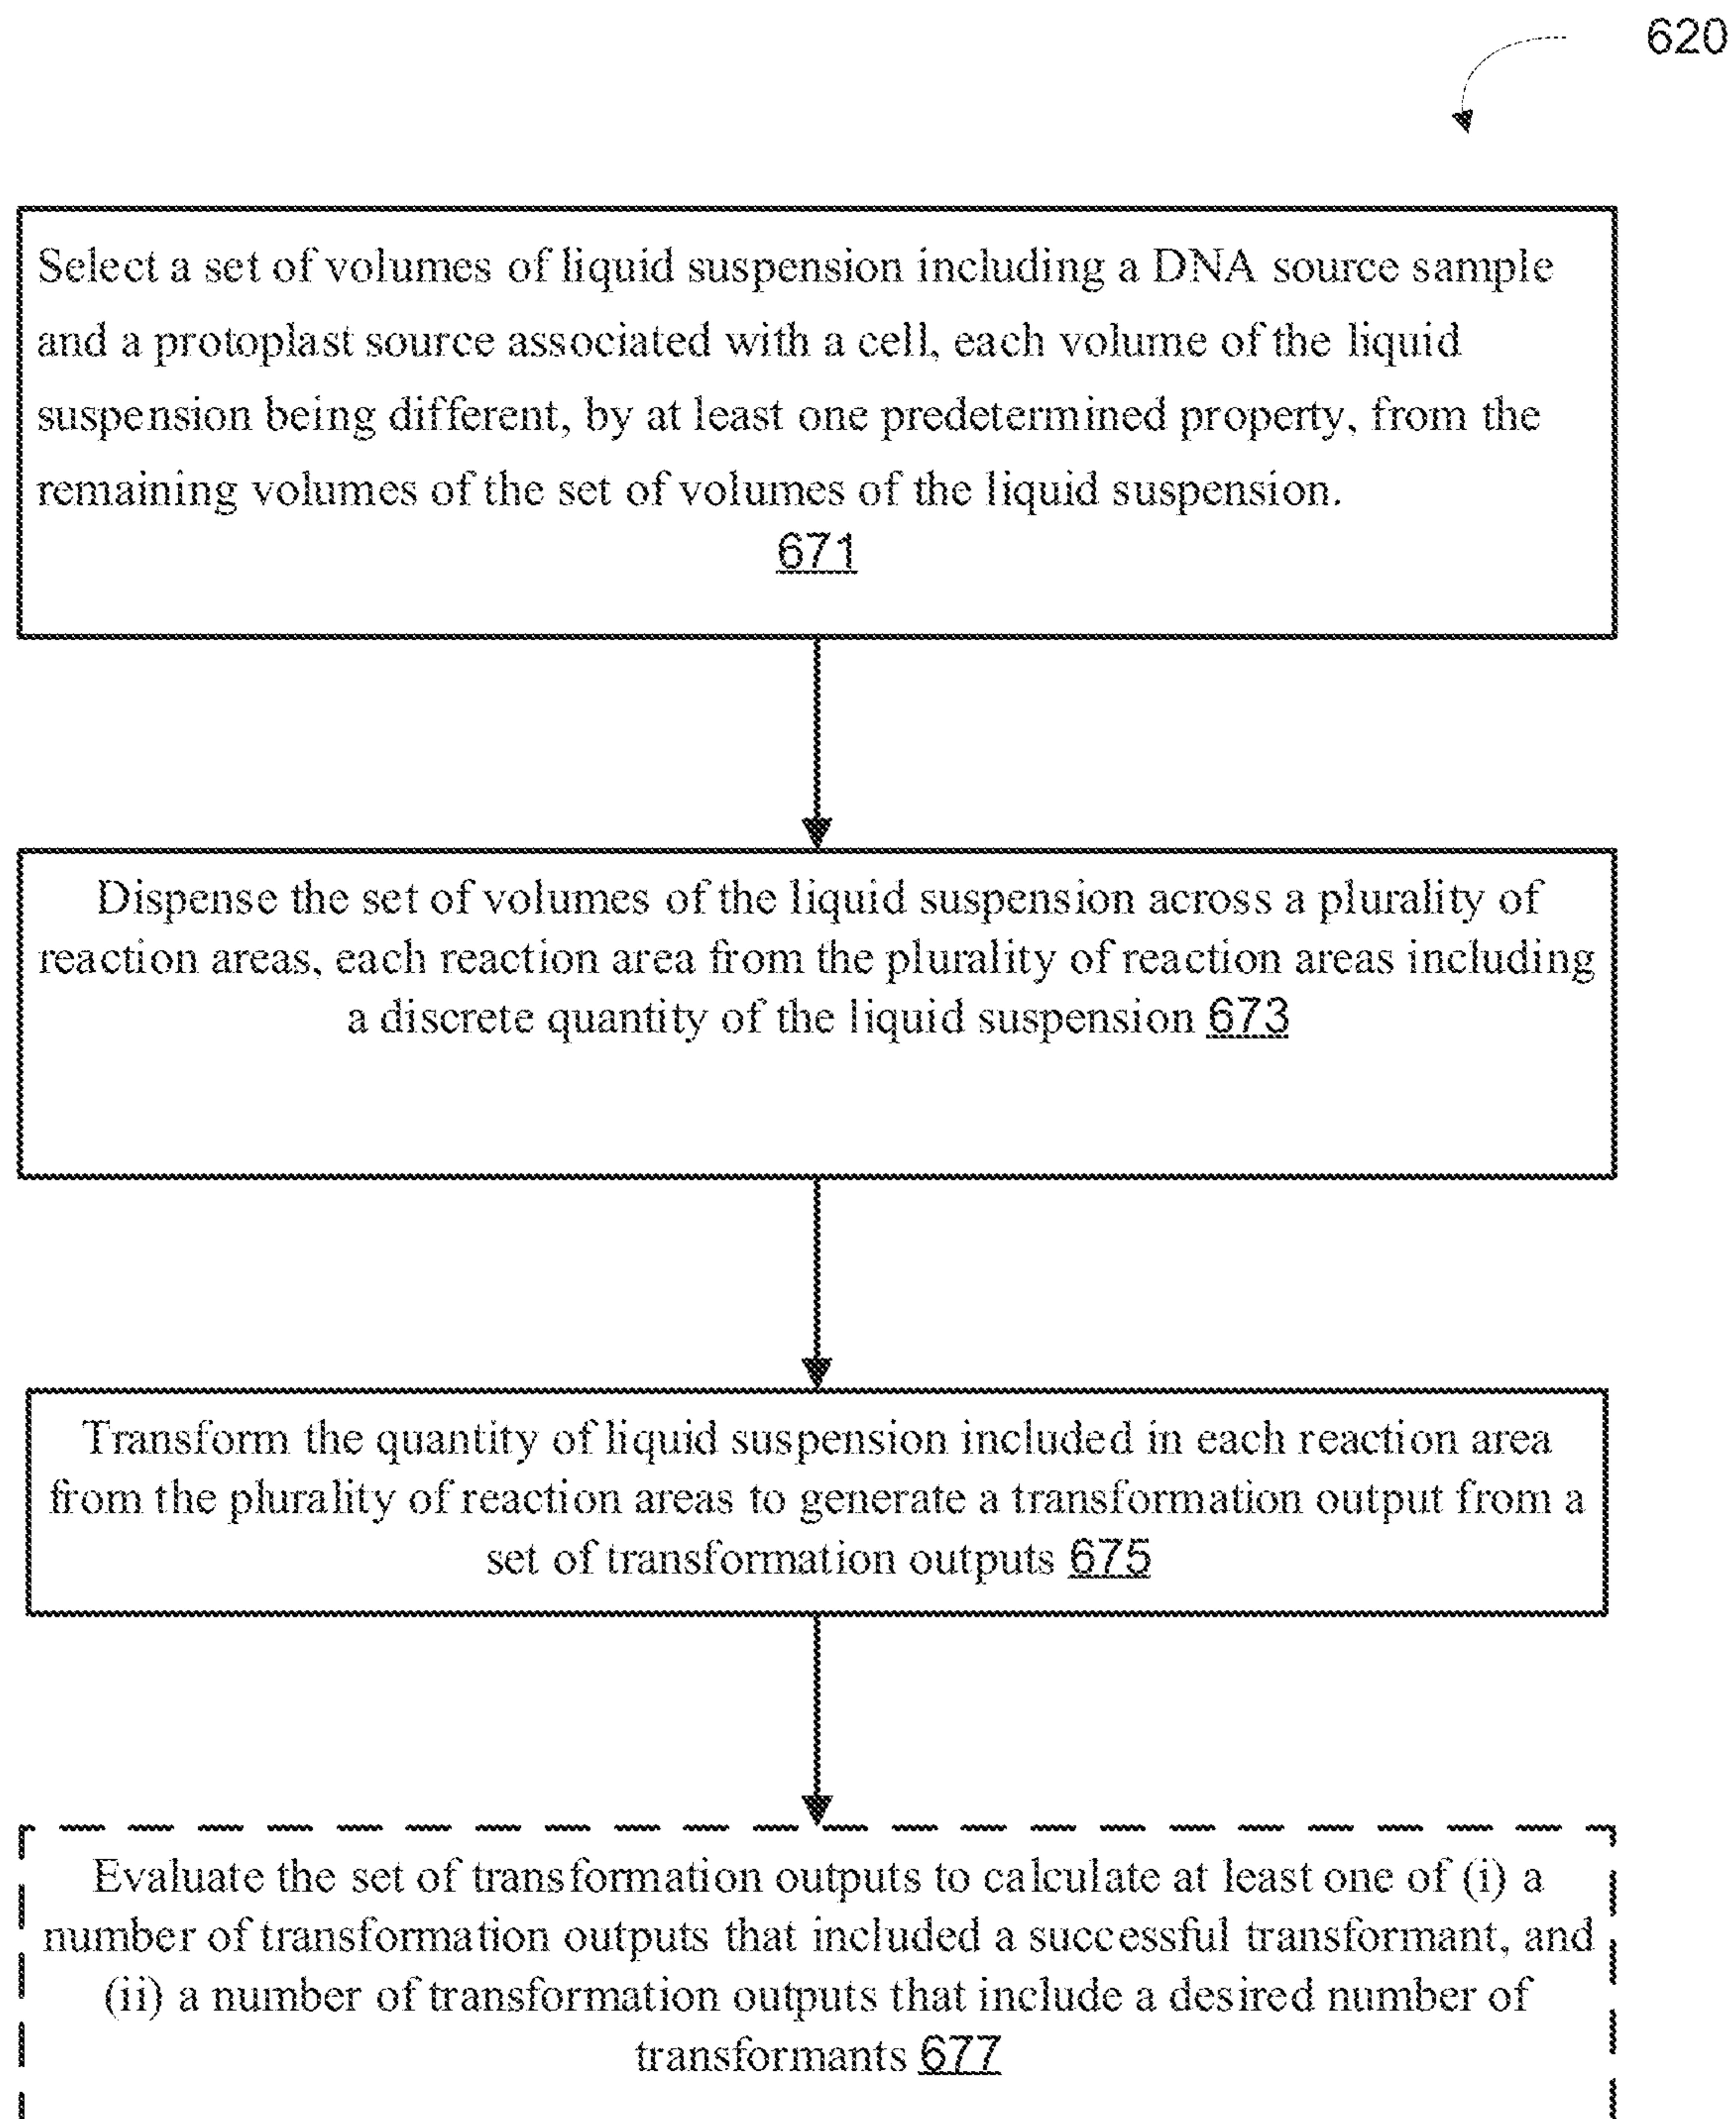 620
Select a set of volumes of liquid suspension including a DNA source sample
and a protoplast source associated with a cell, each volume of the liquid
suspension being different, by at least one predetermined property, from the
remaining volumes of the set of volumes of the liquid suspension.
671
Dispense the set of volumes of the liquid suspension across a plurality of
reaction areas, each reaction area from the plurality of reaction areas including
a discrete quantity of the liquid suspension 673
Transform the quantity of liquid suspension included in each reaction area
from the plurality of reaction areas to generate a transformation output from a
set of transformation outputs 675
Evaluate the set of transformation outputs to calculate at least one of (i) a
number of transformation outputs that included a successful transformant, and
(ii) a number of transformation outputs that include a desired number of
transformants 677